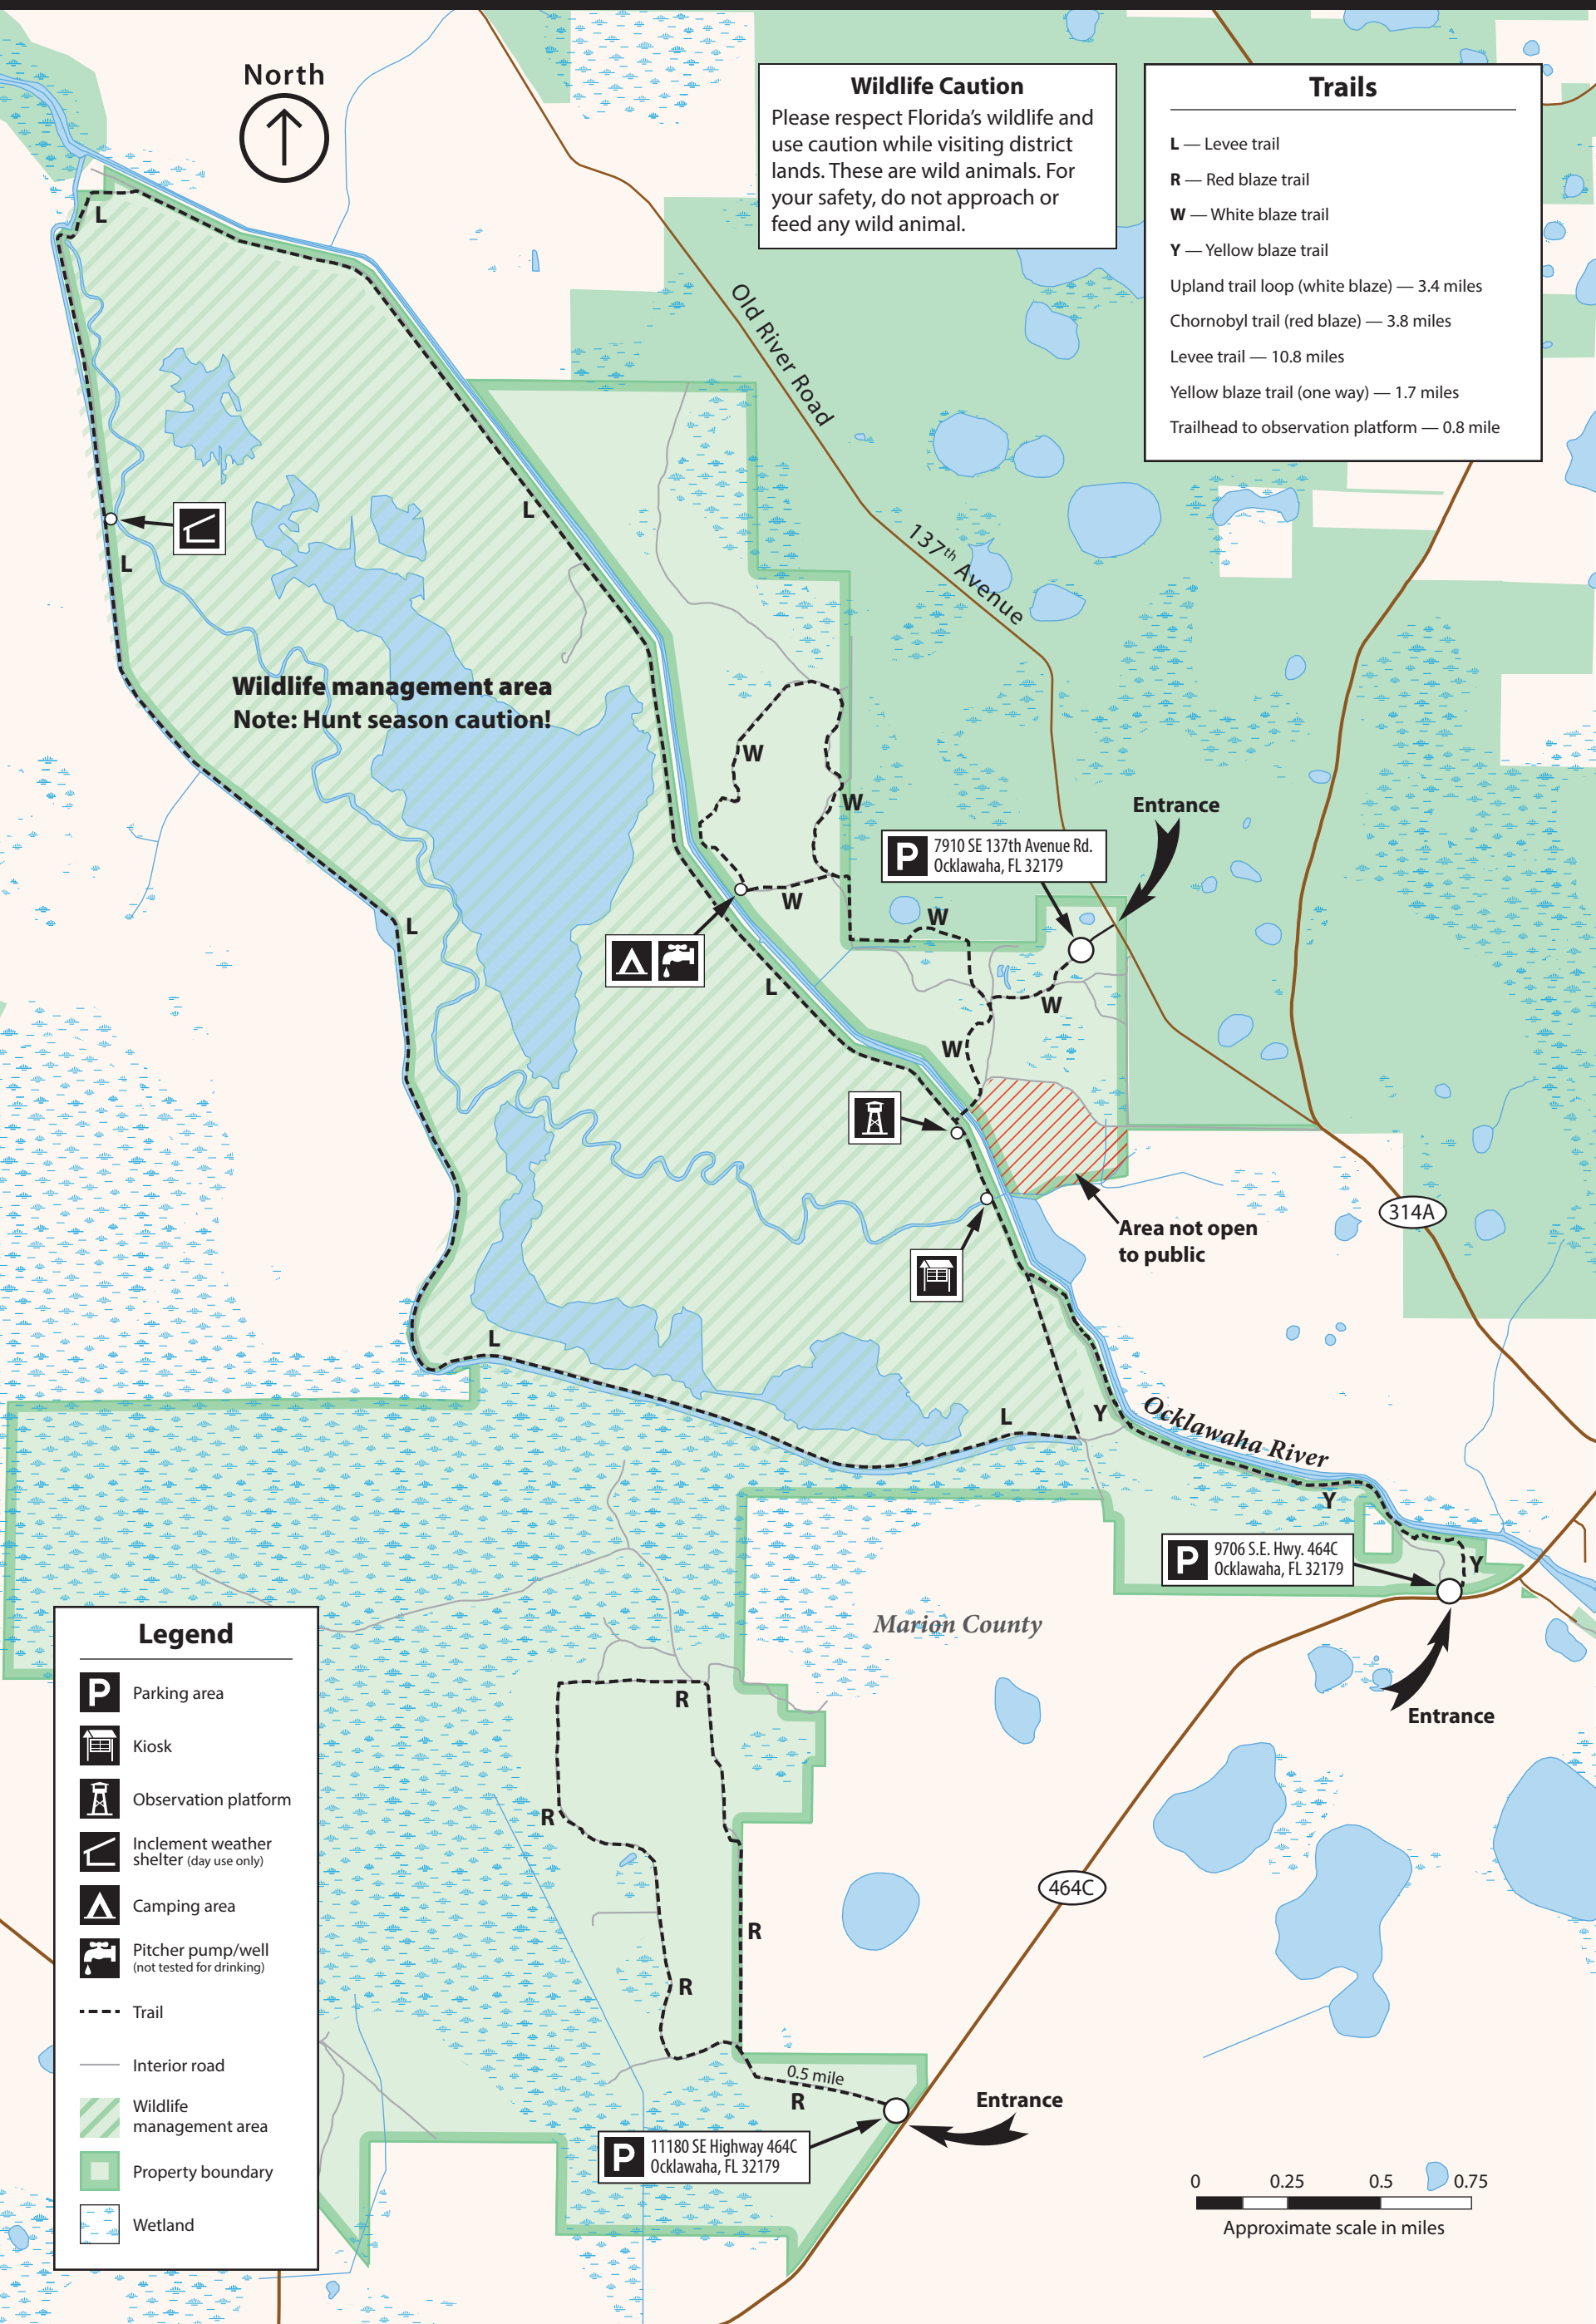 North
Wildlife Caution
Please respect Florida’s wildlife and
use caution while visiting district
lands. These are wild animals. For
your safety, do not approach or
feed any wild animal.
Trails
L — Levee trail
R — Red blaze trail
W — White blaze trail
Y — Yellow blaze trail
Upland trail loop (white blaze) — 3.4 miles
Chornobyl trail (red blaze) — 3.8 miles
Levee trail — 10.8 miles
Yellow blaze trail (one way) — 1.7 miles
Trailhead to observation platform — 0.8 mile
L
Old River Road
L
137th Avenue
L
Wildlife management area
Note: Hunt season caution!
W
W
Entrance
P
7910 SE 137th Avenue Rd.
Ocklawaha, FL 32179
W
W
L
L
W
W
314A
Area not open
to public
L
L
Y
Ocklawaha River
Y
P
9706 S.E. Hwy. 464C
Ocklawaha, FL 32179
Y
Marion County
Entrance
R
R
464C
R
R
0.5 mile
R
Entrance
P
11180 SE Highway 464C
Ocklawaha, FL 32179
Legend
P
Parking area
Kiosk
Observation platform
Inclement weather
shelter (day use only)
Camping area
Pitcher pump/well
(not tested for drinking)
Trail
Interior road
Wildlife
management area
Property boundary
Wetland
0 0.25 0.5 0.75
Approximate scale in miles